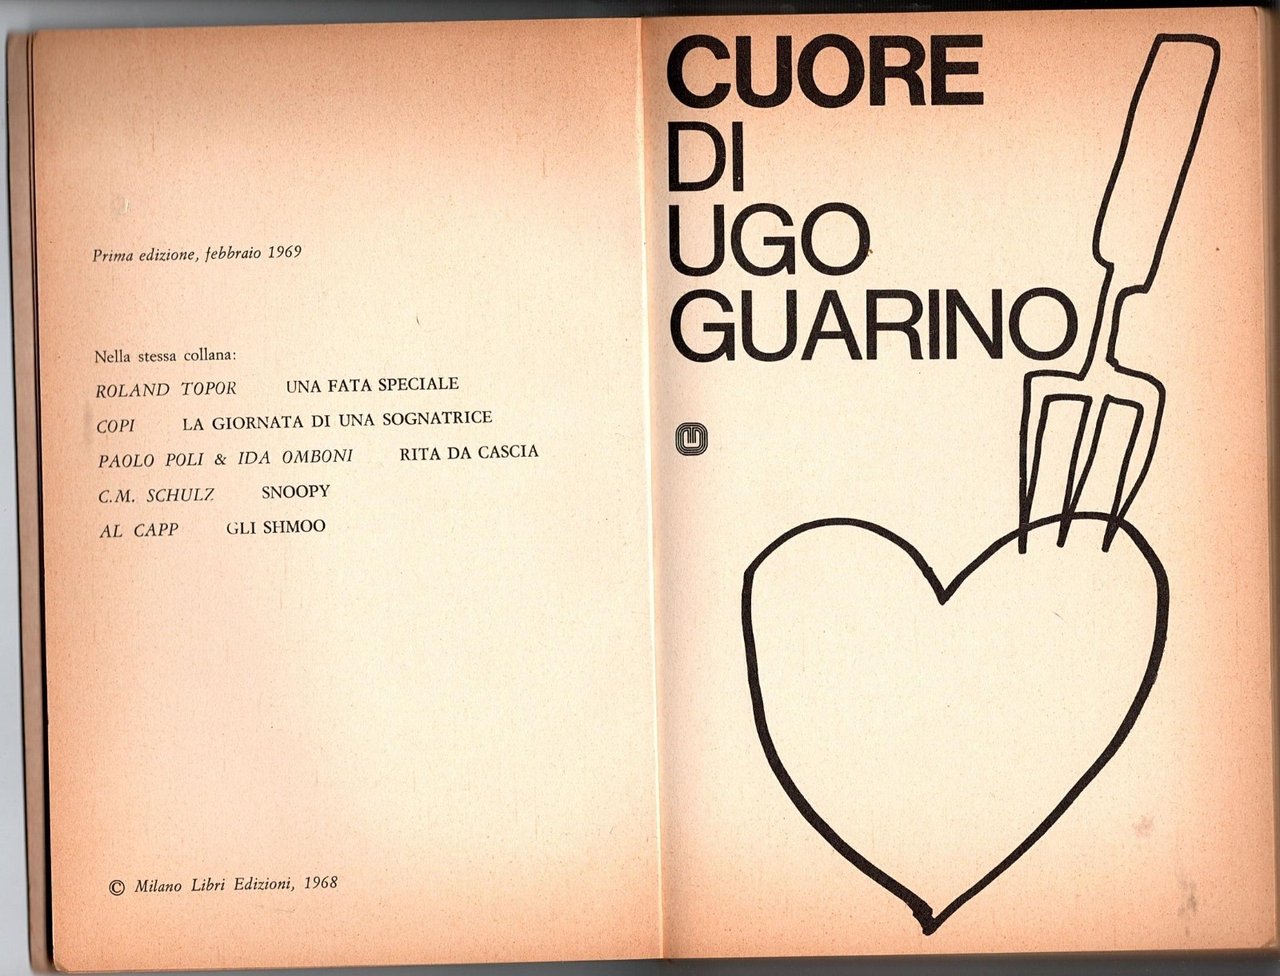 Prima edizione, febbraio 1969
Nella stessa collana:
ROLAND TOPOR UNA FATA SPECIALE
COPI LA GIORNATA DI UNA SOGNATRICE
PAOLO POLI & IDA OMBONI RITA DA CASCIA
C.M. SCHULZ SNOOPY
AL CAPP GLI SHMOO
© Milano Libri Edizioni, 1968
CUORE
DI
UGO
GUARINO